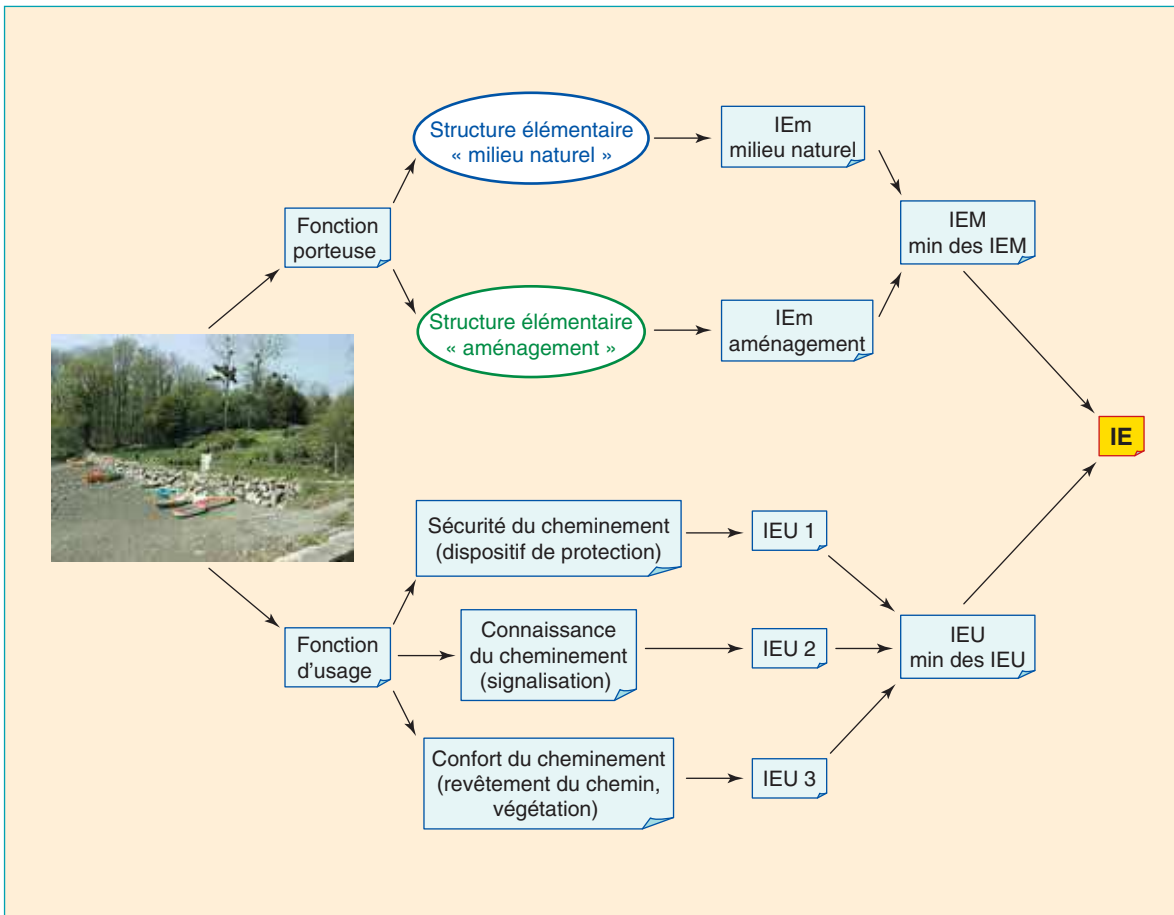 Structure élémentaire
« milieu naturel »
IEm
milieu naturel
Fonction
porteuse
IEM
min des IEM
Structure élémentaire
« aménagement »
IEm
aménagement
IE
Sécurité du cheminement
(dispositif de protection)
IEU 1
Fonction
d’usage
Connaissance
du cheminement
(signalisation)
IEU 2
IEU
min des IEU
Confort du cheminement
(revêtement du chemin,
végétation)
IEU 3